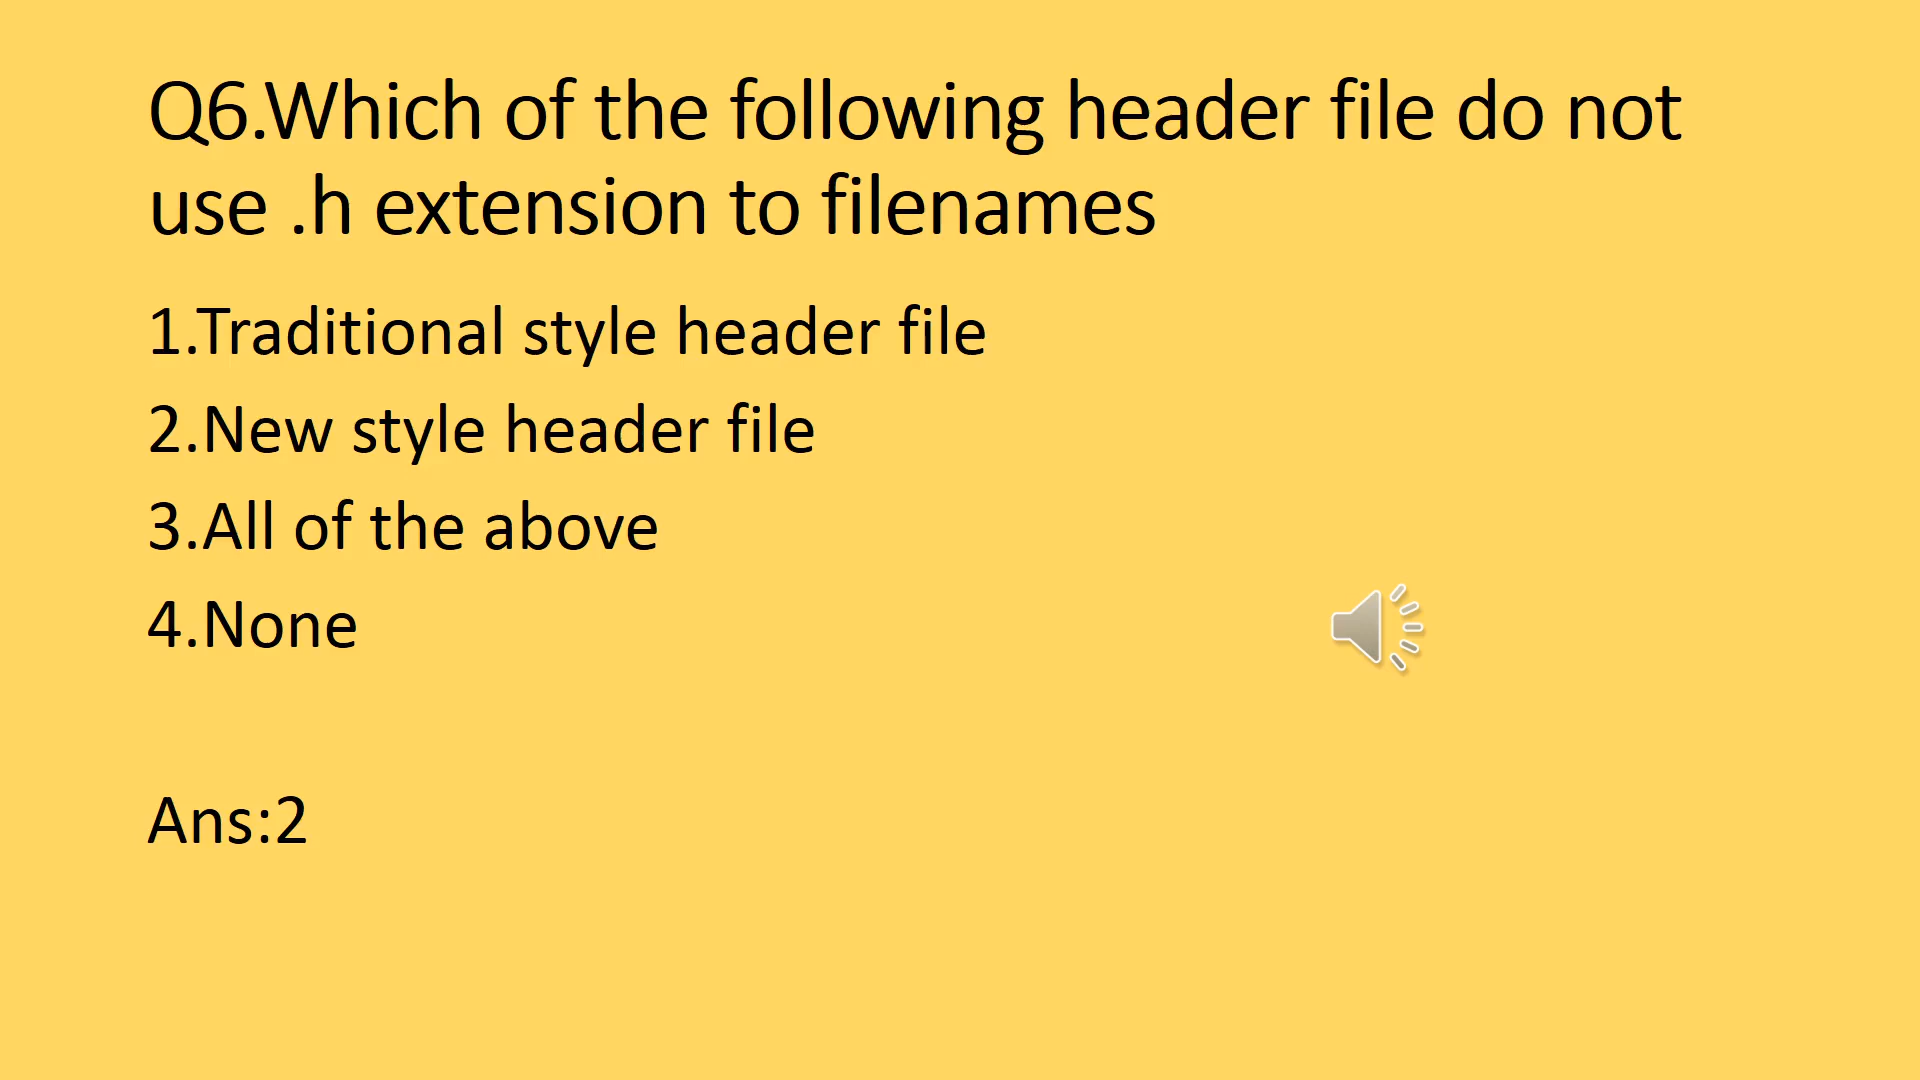 Q6.Which of the following header file do not
use .h extension to filenames
1.Traditional style header file
2.New style header file
3.All of the above
4.None
Ans:2